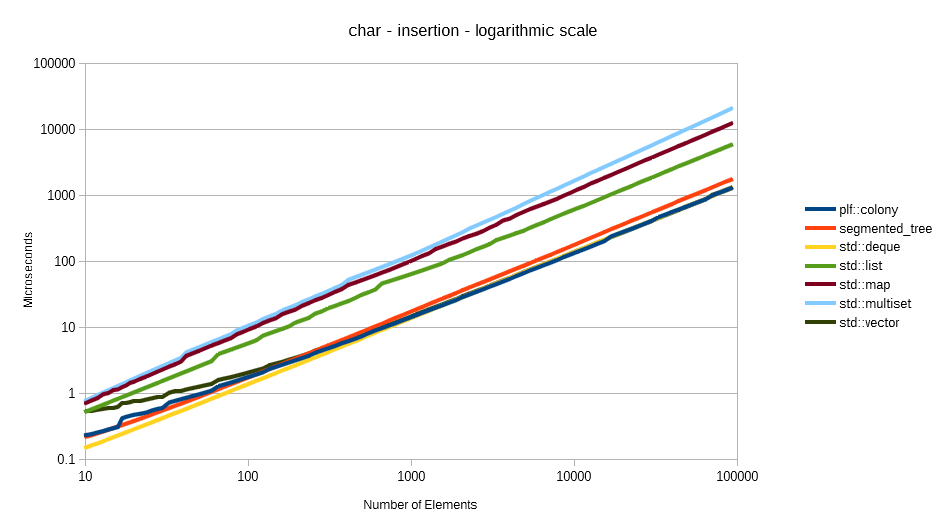 char - insertion - logarithmic scale
100000
10000
1000
100
10
1
0.1
Microseconds
10
100
1000
10000
100000
Number of Elements
plf::colony
segmented_tree
std::deque
std::list
std::map
std::multiset
std::vector